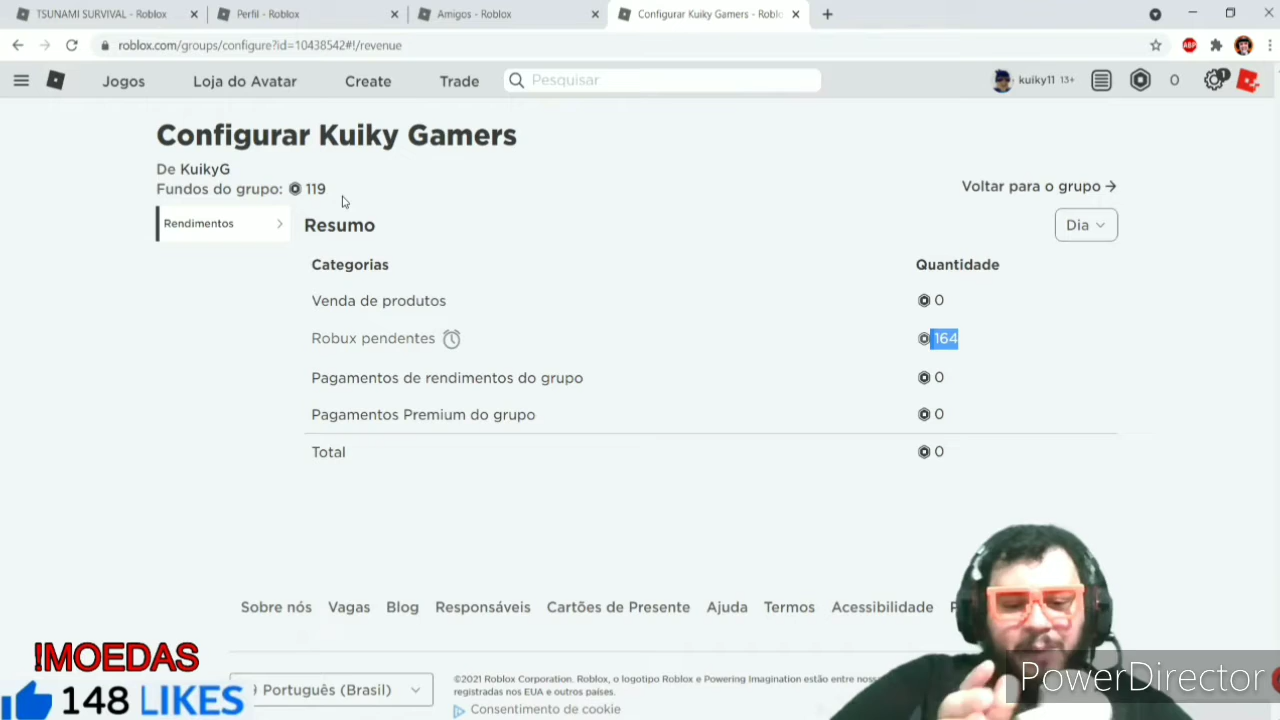 TSUNAMI SURVIVAL - Roblox
Perfil - Roblox
Amigos - Roblox
Configurar Kuiky Gamers - Roblo
roblox.com/groups/configure?id=10438542#!/revenue
ABP
Jogos
Loja do Avatar
Create
Trade
Pesquisar
kuiky11 13+
0
1
Configurar Kuiky Gamers
De KuikyG
Fundos do grupo: 119
Voltar para o grupo
Rendimentos
Resumo
Dia
Categorias Quantidade
Venda de produtos 0
Robux pendentes 164
Pagamentos de rendimentos do grupo 0
Pagamentos Premium do grupo 0
Total 0
Sobre nós Vagas Blog Responsáveis Cartões de Presente Ajuda Termos Acessibilidade
!MOEDAS
148 LIKES
Português (Brasil)
©2021 Roblox Corporation. Roblox, o logotipo Roblox e Powering Imagination estão entre
registradas nos EUA e outros países.
Consentimento de cookie
PowerDirector